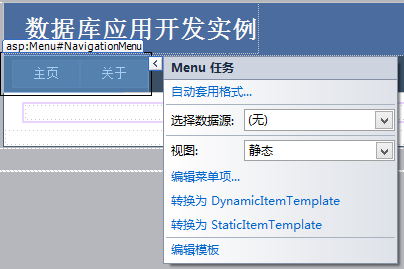 数据库应用开发实例
asp:Menu#NavigationMenu
主页 关于
Menu 任务
自动套用格式...
选择数据源: (无)
视图: 静态
编辑菜单项...
转换为 DynamicItemTemplate
转换为 StaticItemTemplate
编辑模板